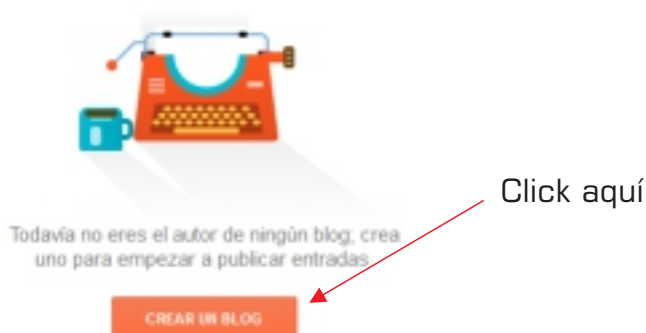 Click aquí
Todavía no eres el autor de ningún blog; crea
uno para empezar a publicar entradas.
CREAR UN BLOG